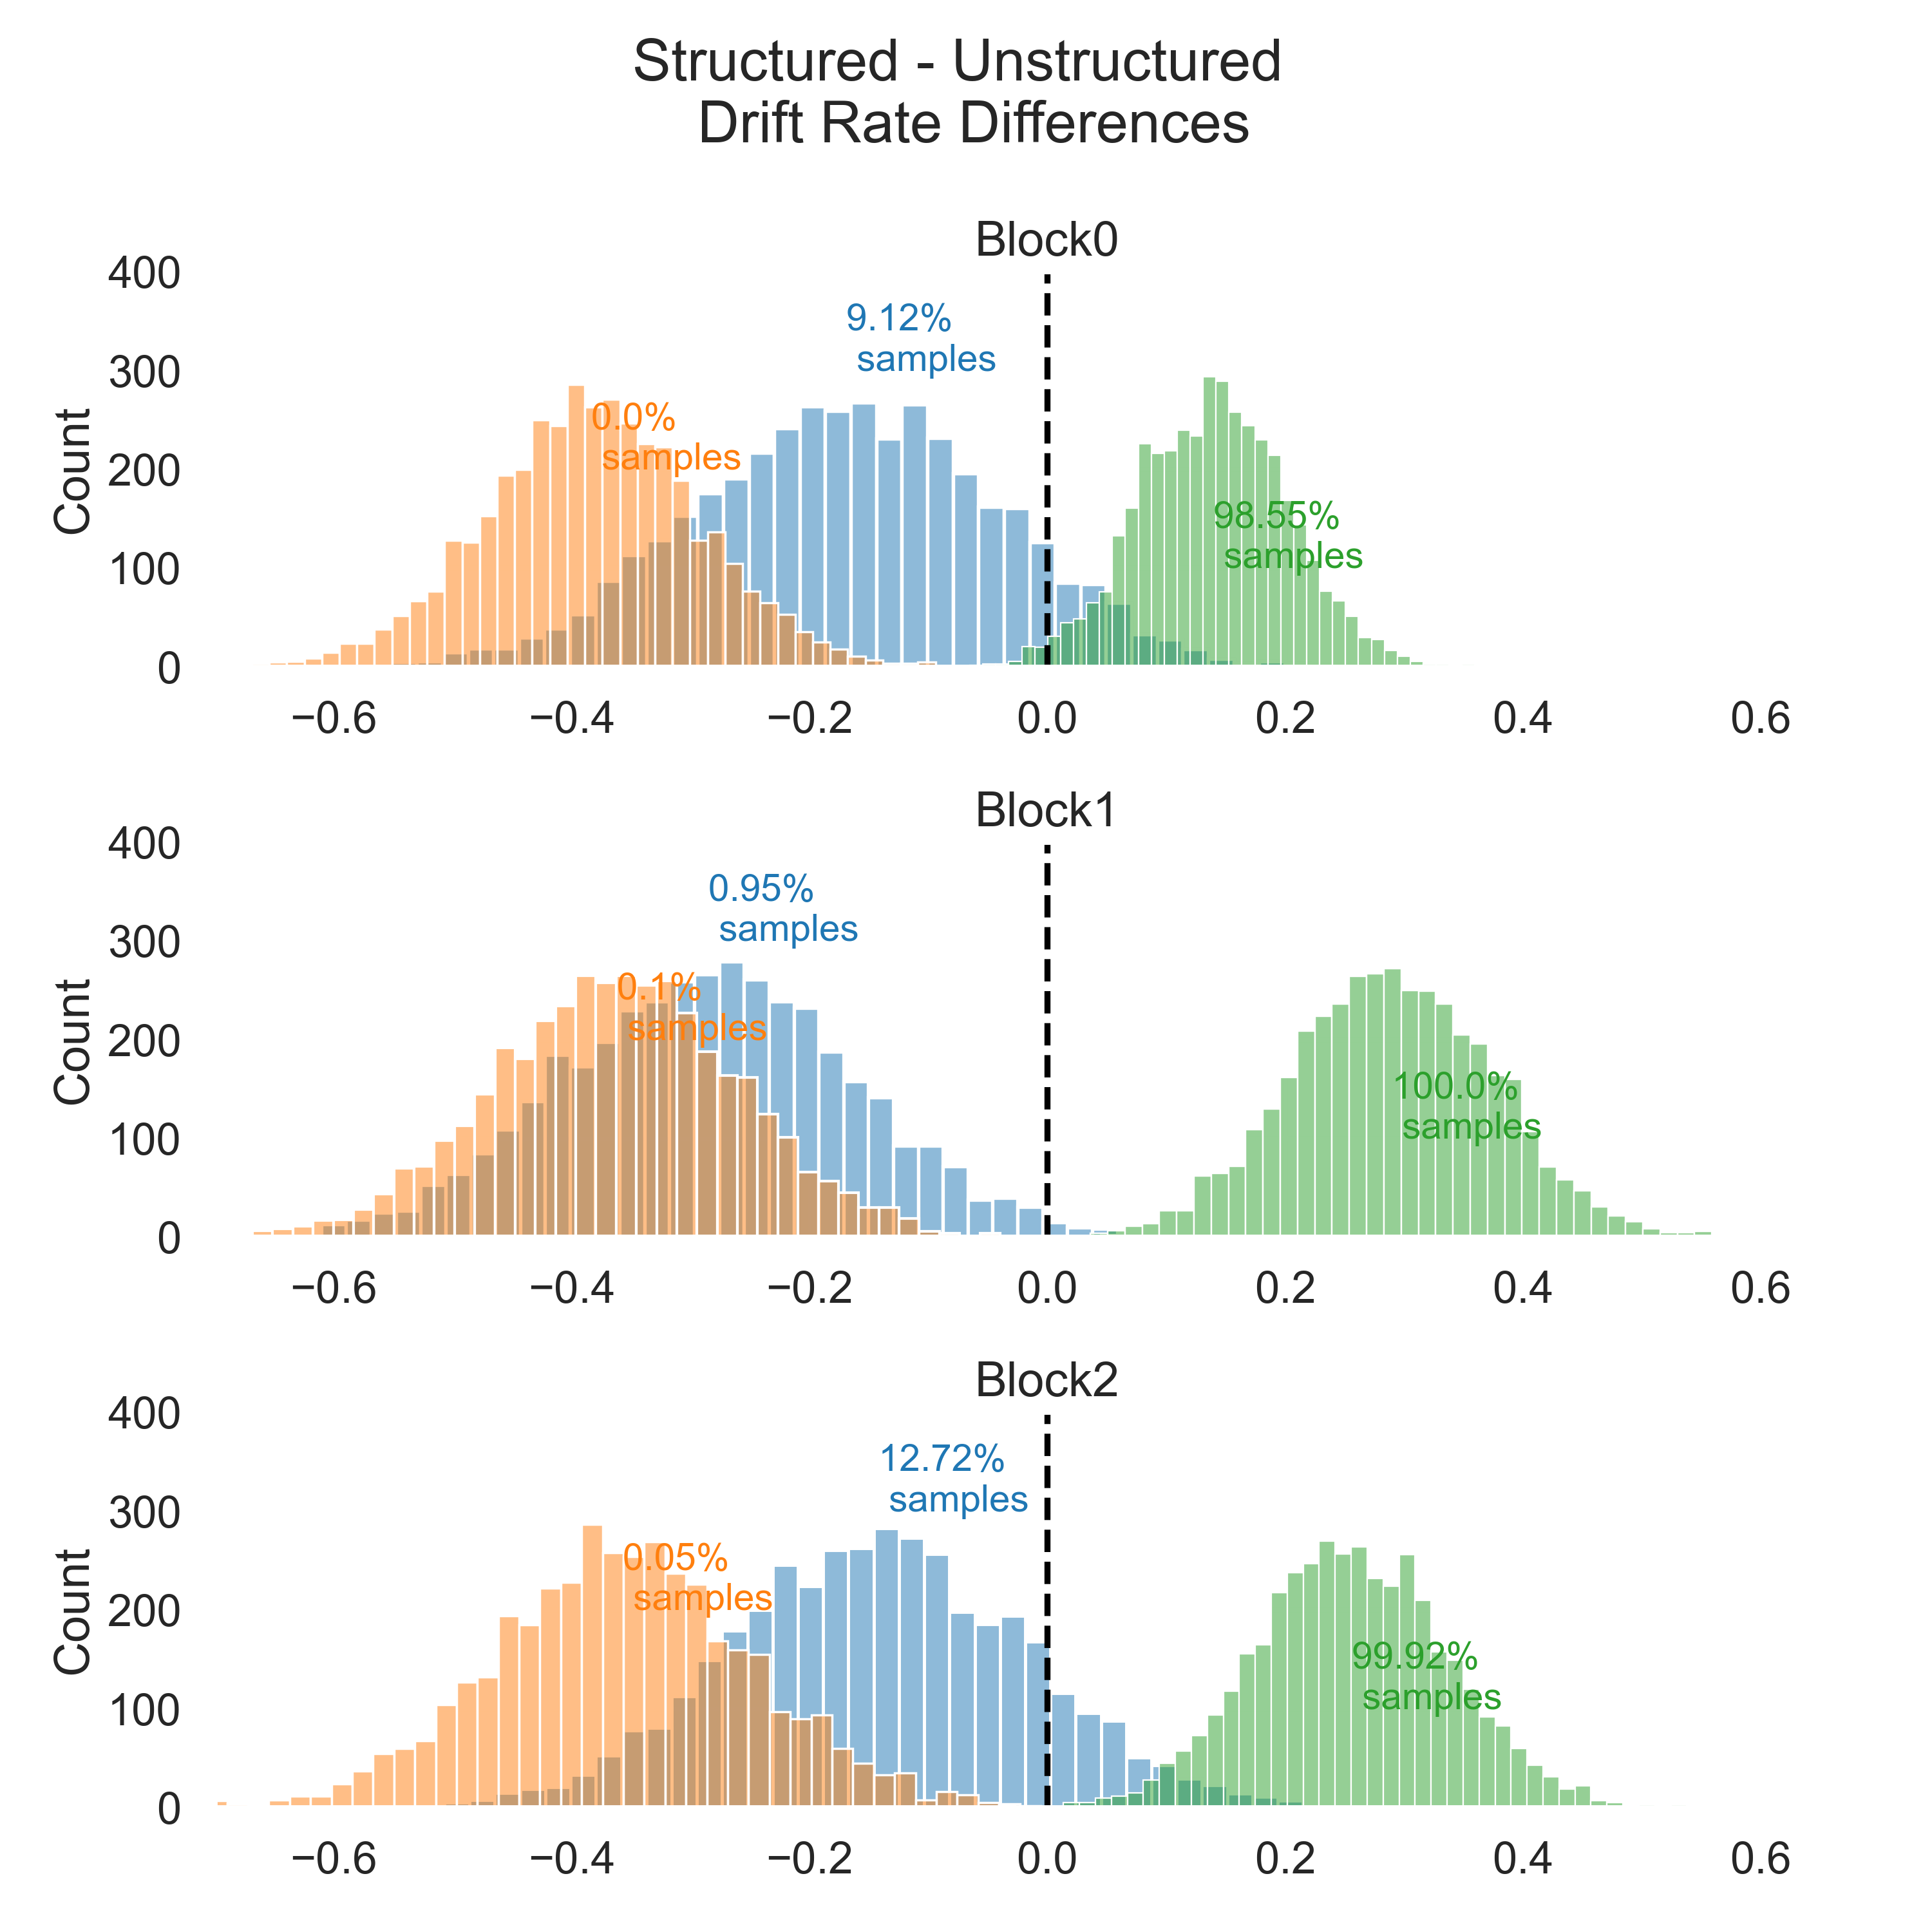 Structured - Unstructured
Drift Rate Differences
Block0
400
300
200
100
0
Count
9.12%
samples
0.0%
samples
98.55%
samples
−0.6 −0.4 −0.2 0.0 0.2 0.4 0.6
Block1
400
300
200
100
0
Count
0.95%
samples
0.1%
samples
100.0%
samples
−0.6 −0.4 −0.2 0.0 0.2 0.4 0.6
Block2
400
300
200
100
0
Count
12.72%
samples
0.05%
samples
99.92%
samples
−0.6 −0.4 −0.2 0.0 0.2 0.4 0.6